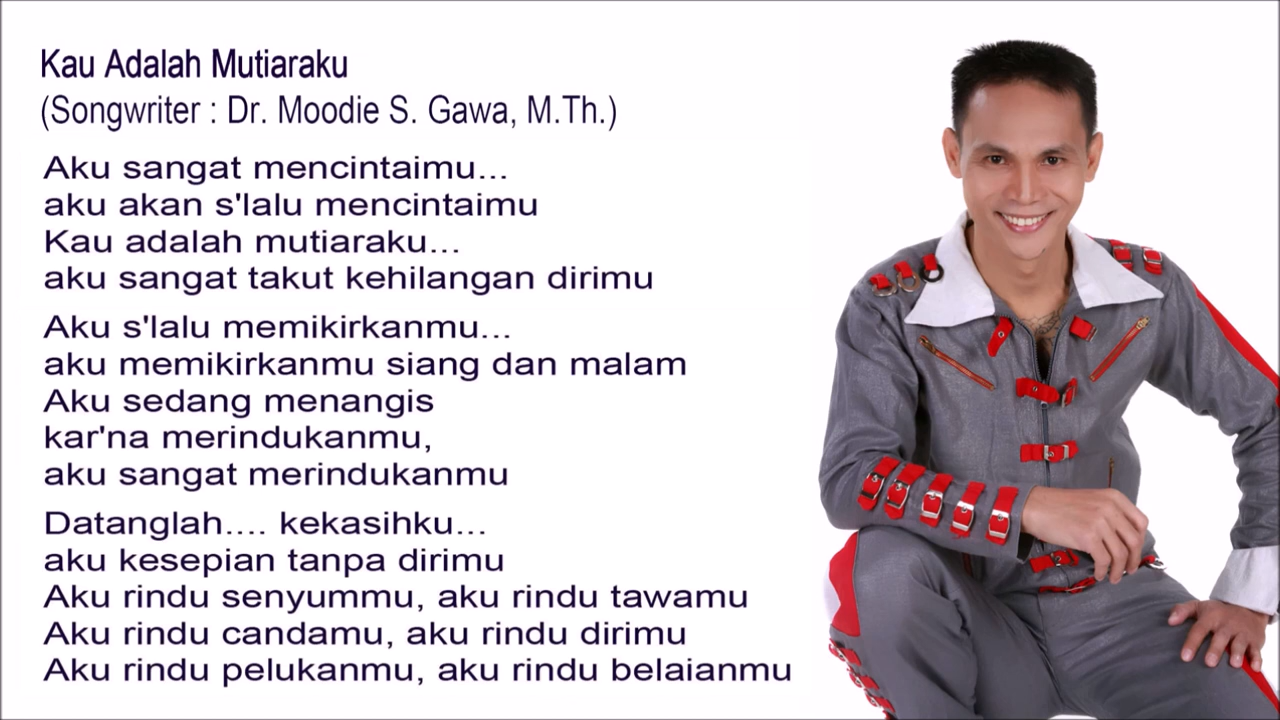 Kau Adalah Mutiaraku
(Songwriter : Dr. Moodie S. Gawa, M.Th.)
Aku sangat mencintaimu...
aku akan s'lalu mencintaimu
Kau adalah mutiaraku...
aku sangat takut kehilangan dirimu
Aku s'lalu memikirkanmu...
aku memikirkanmu siang dan malam
Aku sedang menangis
kar'na merindukanmu,
aku sangat merindukanmu
Datanglah.... kekasihku...
aku kesepian tanpa dirimu
Aku rindu senyummu, aku rindu tawamu
Aku rindu candamu, aku rindu dirimu
Aku rindu pelukanmu, aku rindu belaianmu